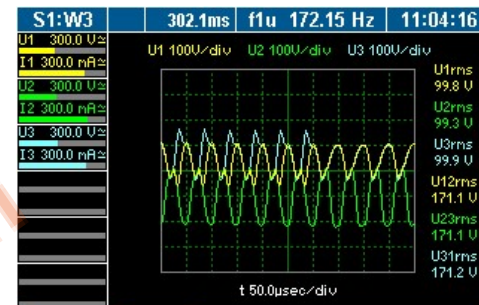 S1:W3 302.1ms f1u 172.15 Hz 11:04:16
U1 300.0 V≃
I1 300.0 mA≃
U2 300.0 V≃
I2 300.0 mA≃
U3 300.0 V≃
I3 300.0 mA≃
U1 100V/div U2 100V/div U3 100V/div
U1rms
99.8 V
U2rms
99.3 V
U3rms
99.9 V
U12rms
171.1 V
U23rms
171.1 V
U31rms
171.2 V
t 50.0µsec/div